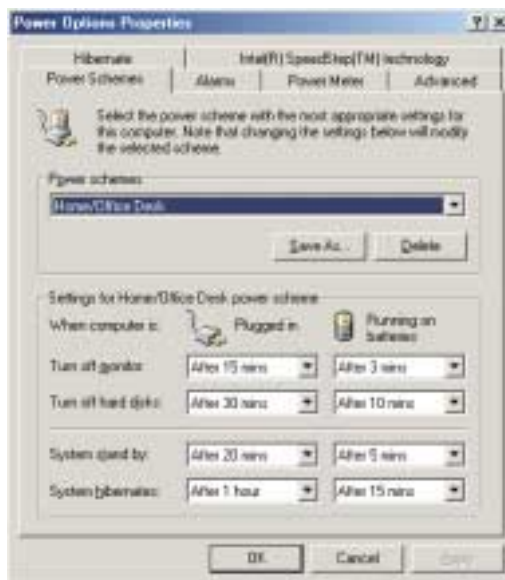 Power Options Properties
Hibernate Intel(R) SpeedStep(TM) technology
Power Schemes Alarms Power Meter Advanced
Select the power scheme with the most appropriate settings for
this computer. Note that changing the settings below will modify
the selected scheme.
Power schemes
Home/Office Desk
Save As... Delete
Settings for Home/Office Desk power scheme
When computer is: Plugged in Running on
batteries
Turn off monitor: After 15 mins After 3 mins
Turn off hard disks: After 30 mins After 10 mins
System stand by: After 20 mins After 5 mins
System hibernates: After 1 hour After 15 mins
OK Cancel Apply